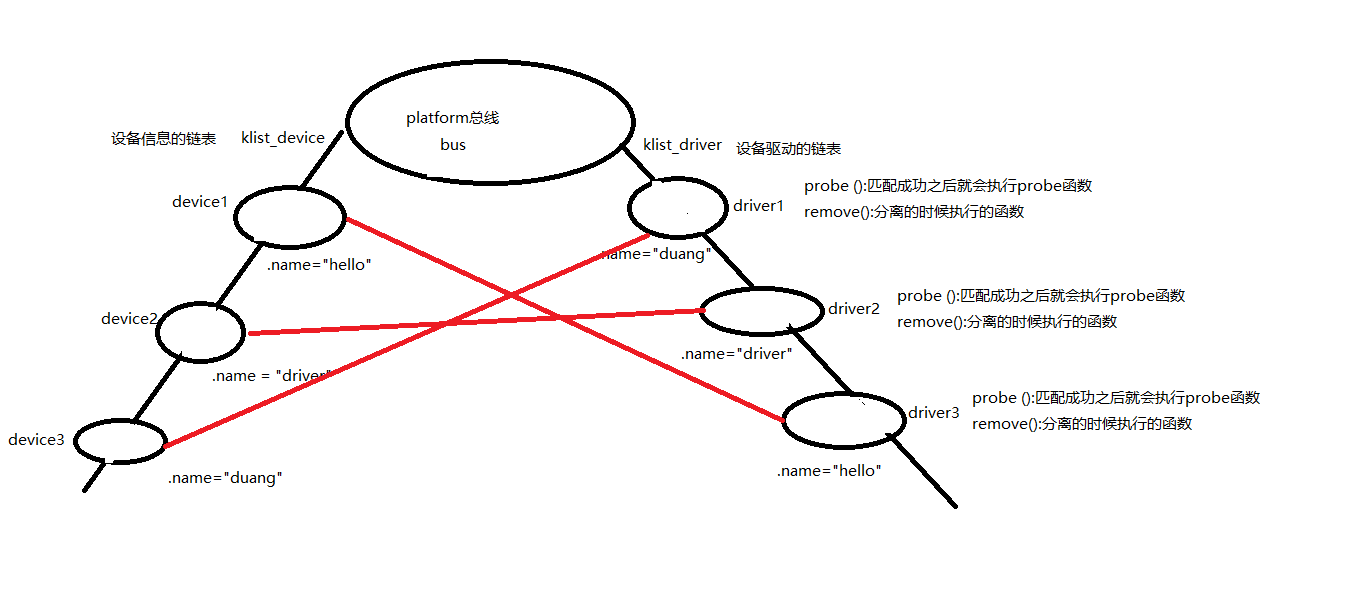 platform总线
bus
设备信息的链表 klist_device
klist_driver 设备驱动的链表
device1
.name="hello"
driver1
name="duang"
probe ():匹配成功之后就会执行probe函数
remove():分离的时候执行的函数
device2
.name = "driver"
driver2
.name="driver"
probe ():匹配成功之后就会执行probe函数
remove():分离的时候执行的函数
device3
.name="duang"
driver3
.name="hello"
probe ():匹配成功之后就会执行probe函数
remove():分离的时候执行的函数